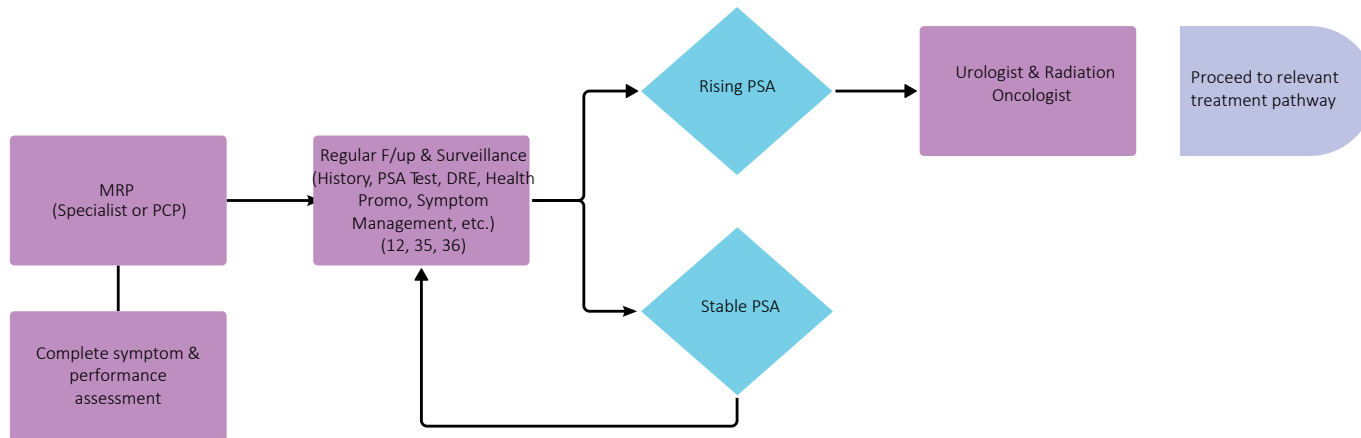 MRP
(Specialist or PCP)
Complete symptom &
performance
assessment
Regular F/up & Surveillance
(History, PSA Test, DRE, Health
Promo, Symptom
Management, etc.)
(12, 35, 36)
Rising PSA
Stable PSA
Urologist & Radiation
Oncologist
Proceed to relevant
treatment pathway